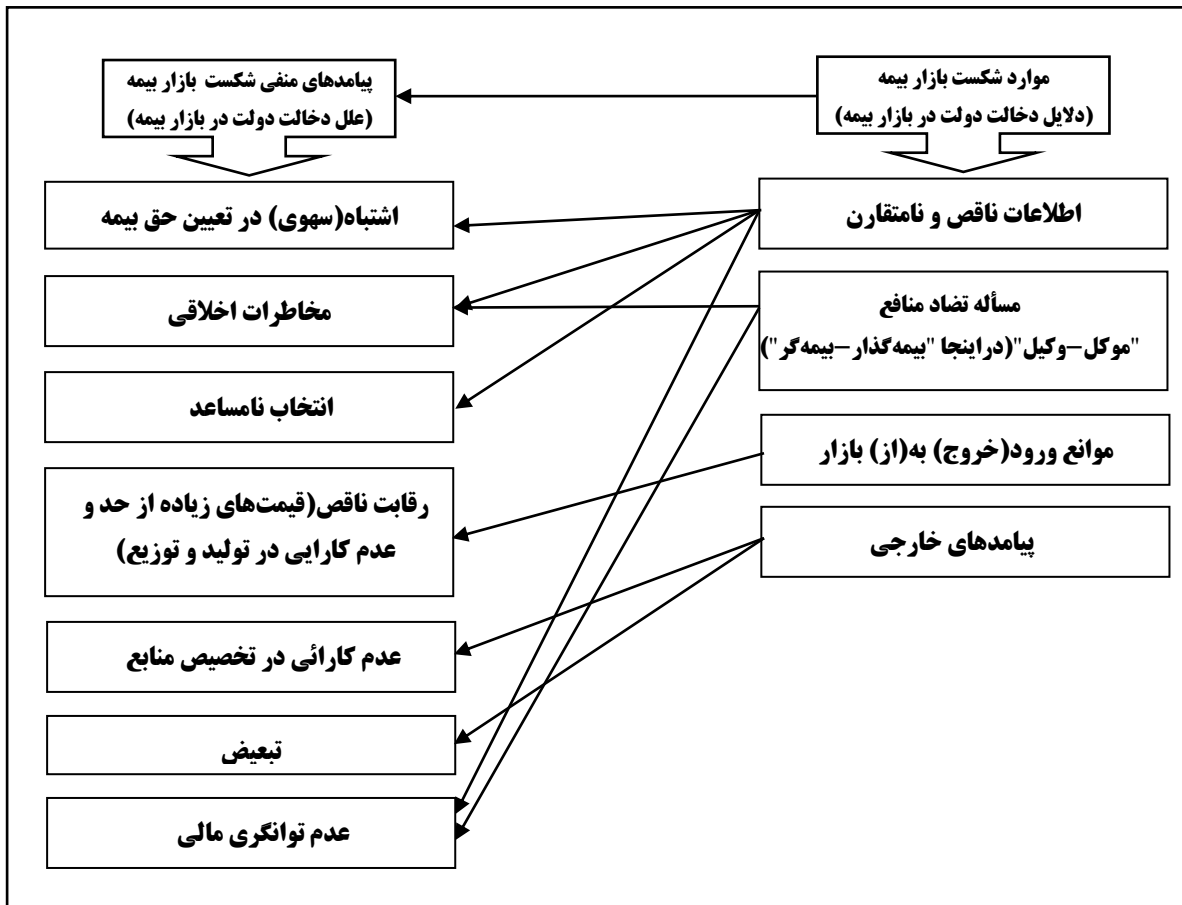 موارد شکست بازار بیمه
(دلایل دخالت دولت در بازار بیمه)
پیامدهای منفی شکست بازار بیمه
(علل دخالت دولت در بازار بیمه)
اطلاعات ناقص و نامتقارن
مسأله تضاد منافع
"موکل–وکیل"(دراینجا "بیمه‌گذار–بیمه‌گر")
موانع ورود(خروج) به(از) بازار
پیامدهای خارجی
اشتباه(سهوی) در تعیین حق بیمه
مخاطرات اخلاقی
انتخاب نامساعد
رقابت ناقص(قیمت‌های زیاده از حد و
عدم کارایی در تولید و توزیع)
عدم کارائی در تخصیص منابع
تبعیض
عدم توانگری مالی